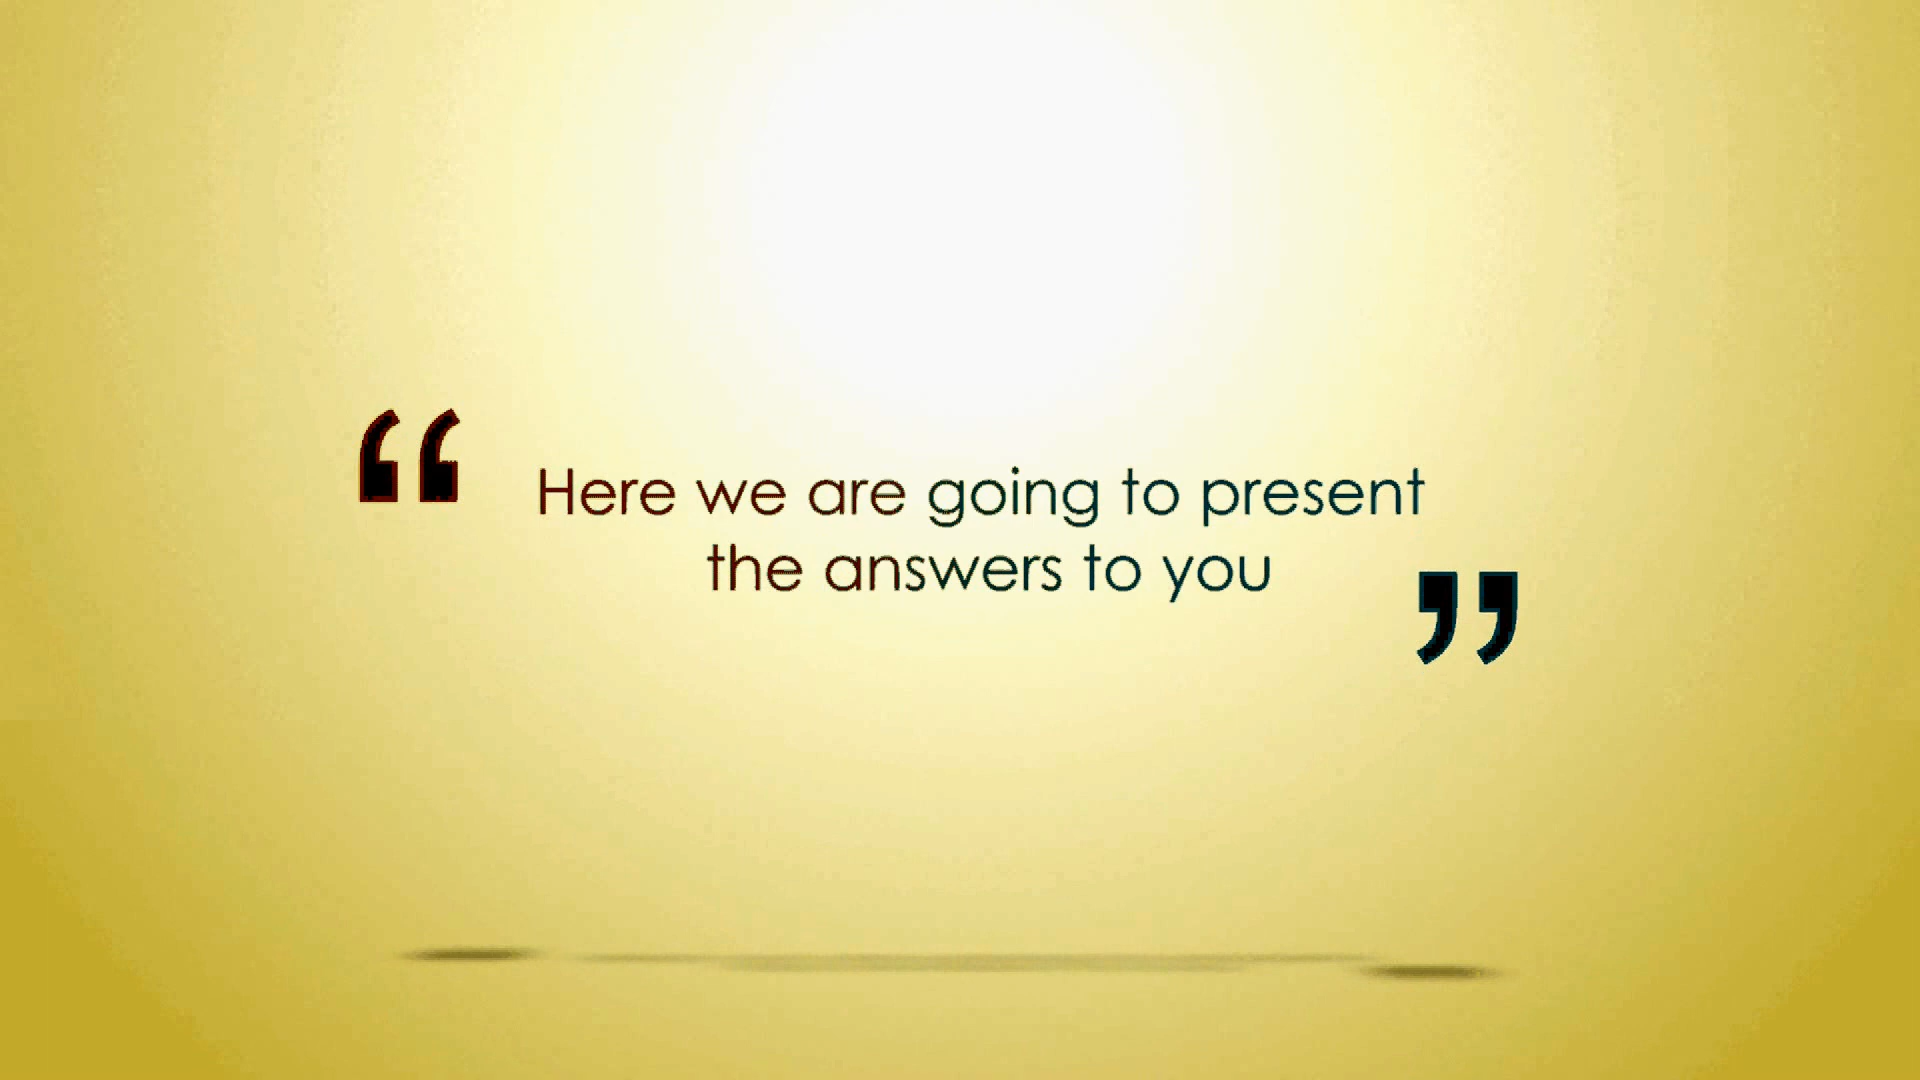 “ Here we are going to present
the answers to you ”